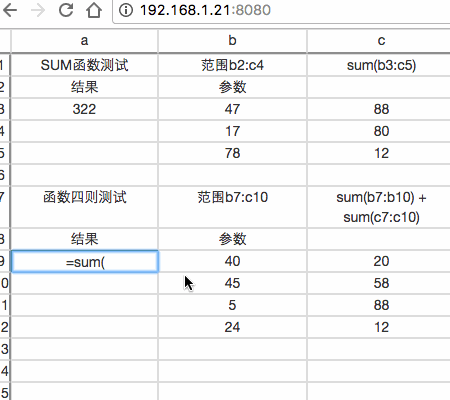 192.168.1.21:8080
a b c
1 SUM函数测试 范围b2:c4 sum(b3:c5)
2 结果 参数
3 322 47 88
4 17 80
5 78 12
6
7 函数四则测试 范围b7:c10 sum(b7:b10) +
sum(c7:c10)
8 结果 参数
9 =sum( 40 20
0 45 58
1 5 88
2 24 12
3
4
5